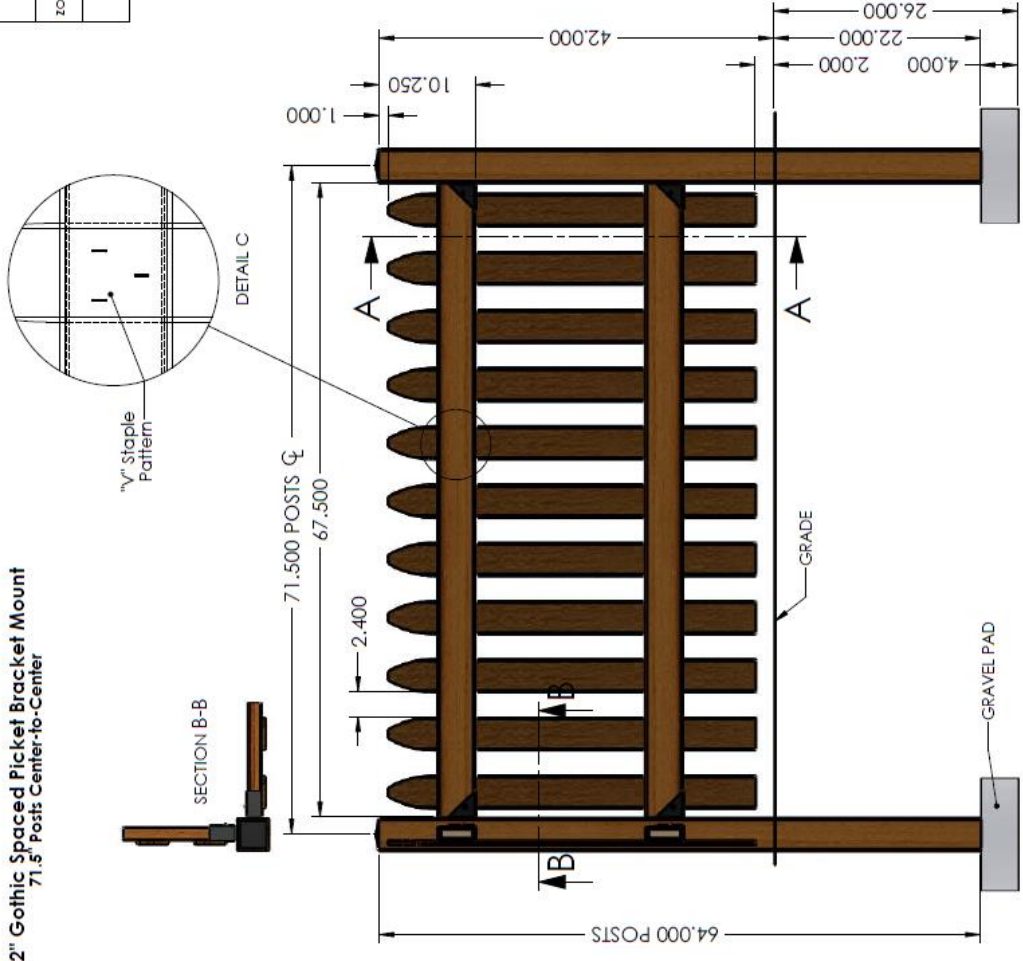 2" Gothic Spaced Picket Bracket Mount
71.5" Posts Center-to-Center
SECTION B-B
"V" Staple
Pattern
DETAIL C
71.500 POSTS ℄
67.500
2.400
1.000
10.250
42.000
26.000
22.000
2.000
4.000
A
A
B
B
64.000 POSTS
GRADE
GRAVEL PAD